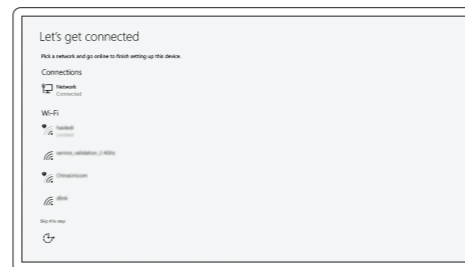 Let's get connected
Pick a network and go online to finish setting up this device.
Connections
Network
Connected
Wi-Fi
Skip this step